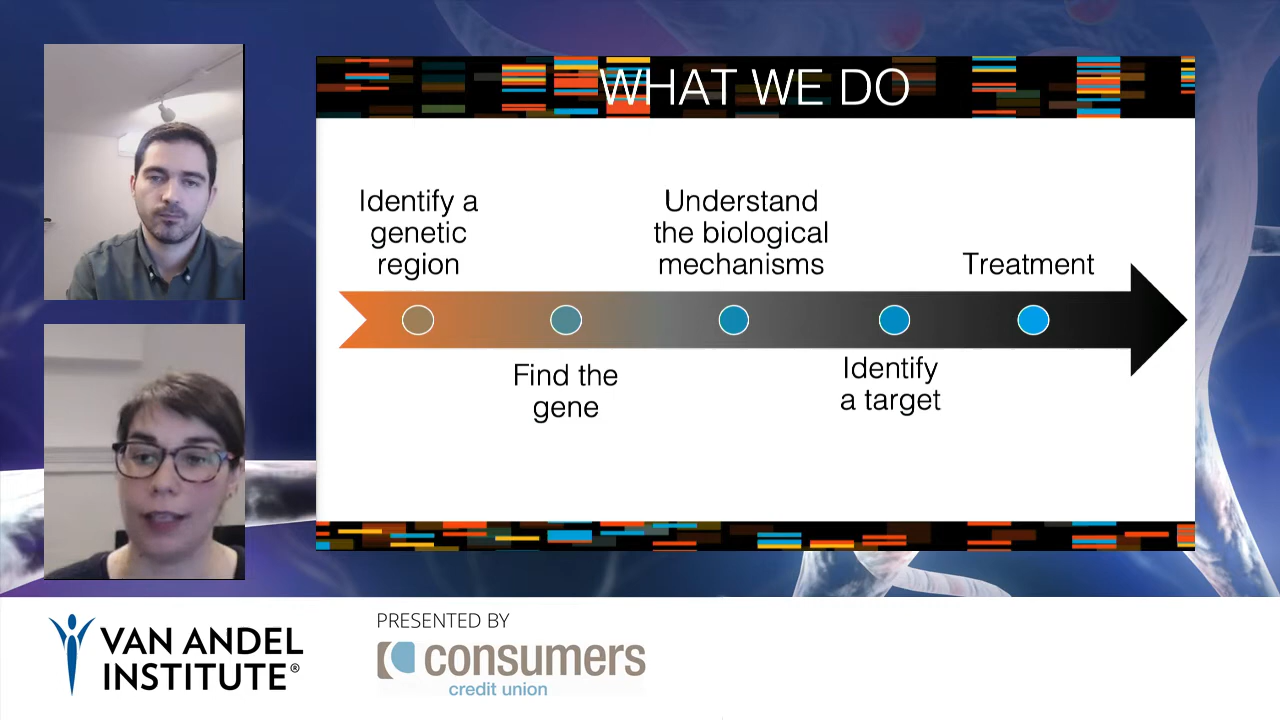 WHAT WE DO
Identify a
genetic
region
Find the
gene
Understand
the biological
mechanisms
Identify
a target
Treatment
VAN ANDEL
INSTITUTE®
PRESENTED BY
consumers
credit union